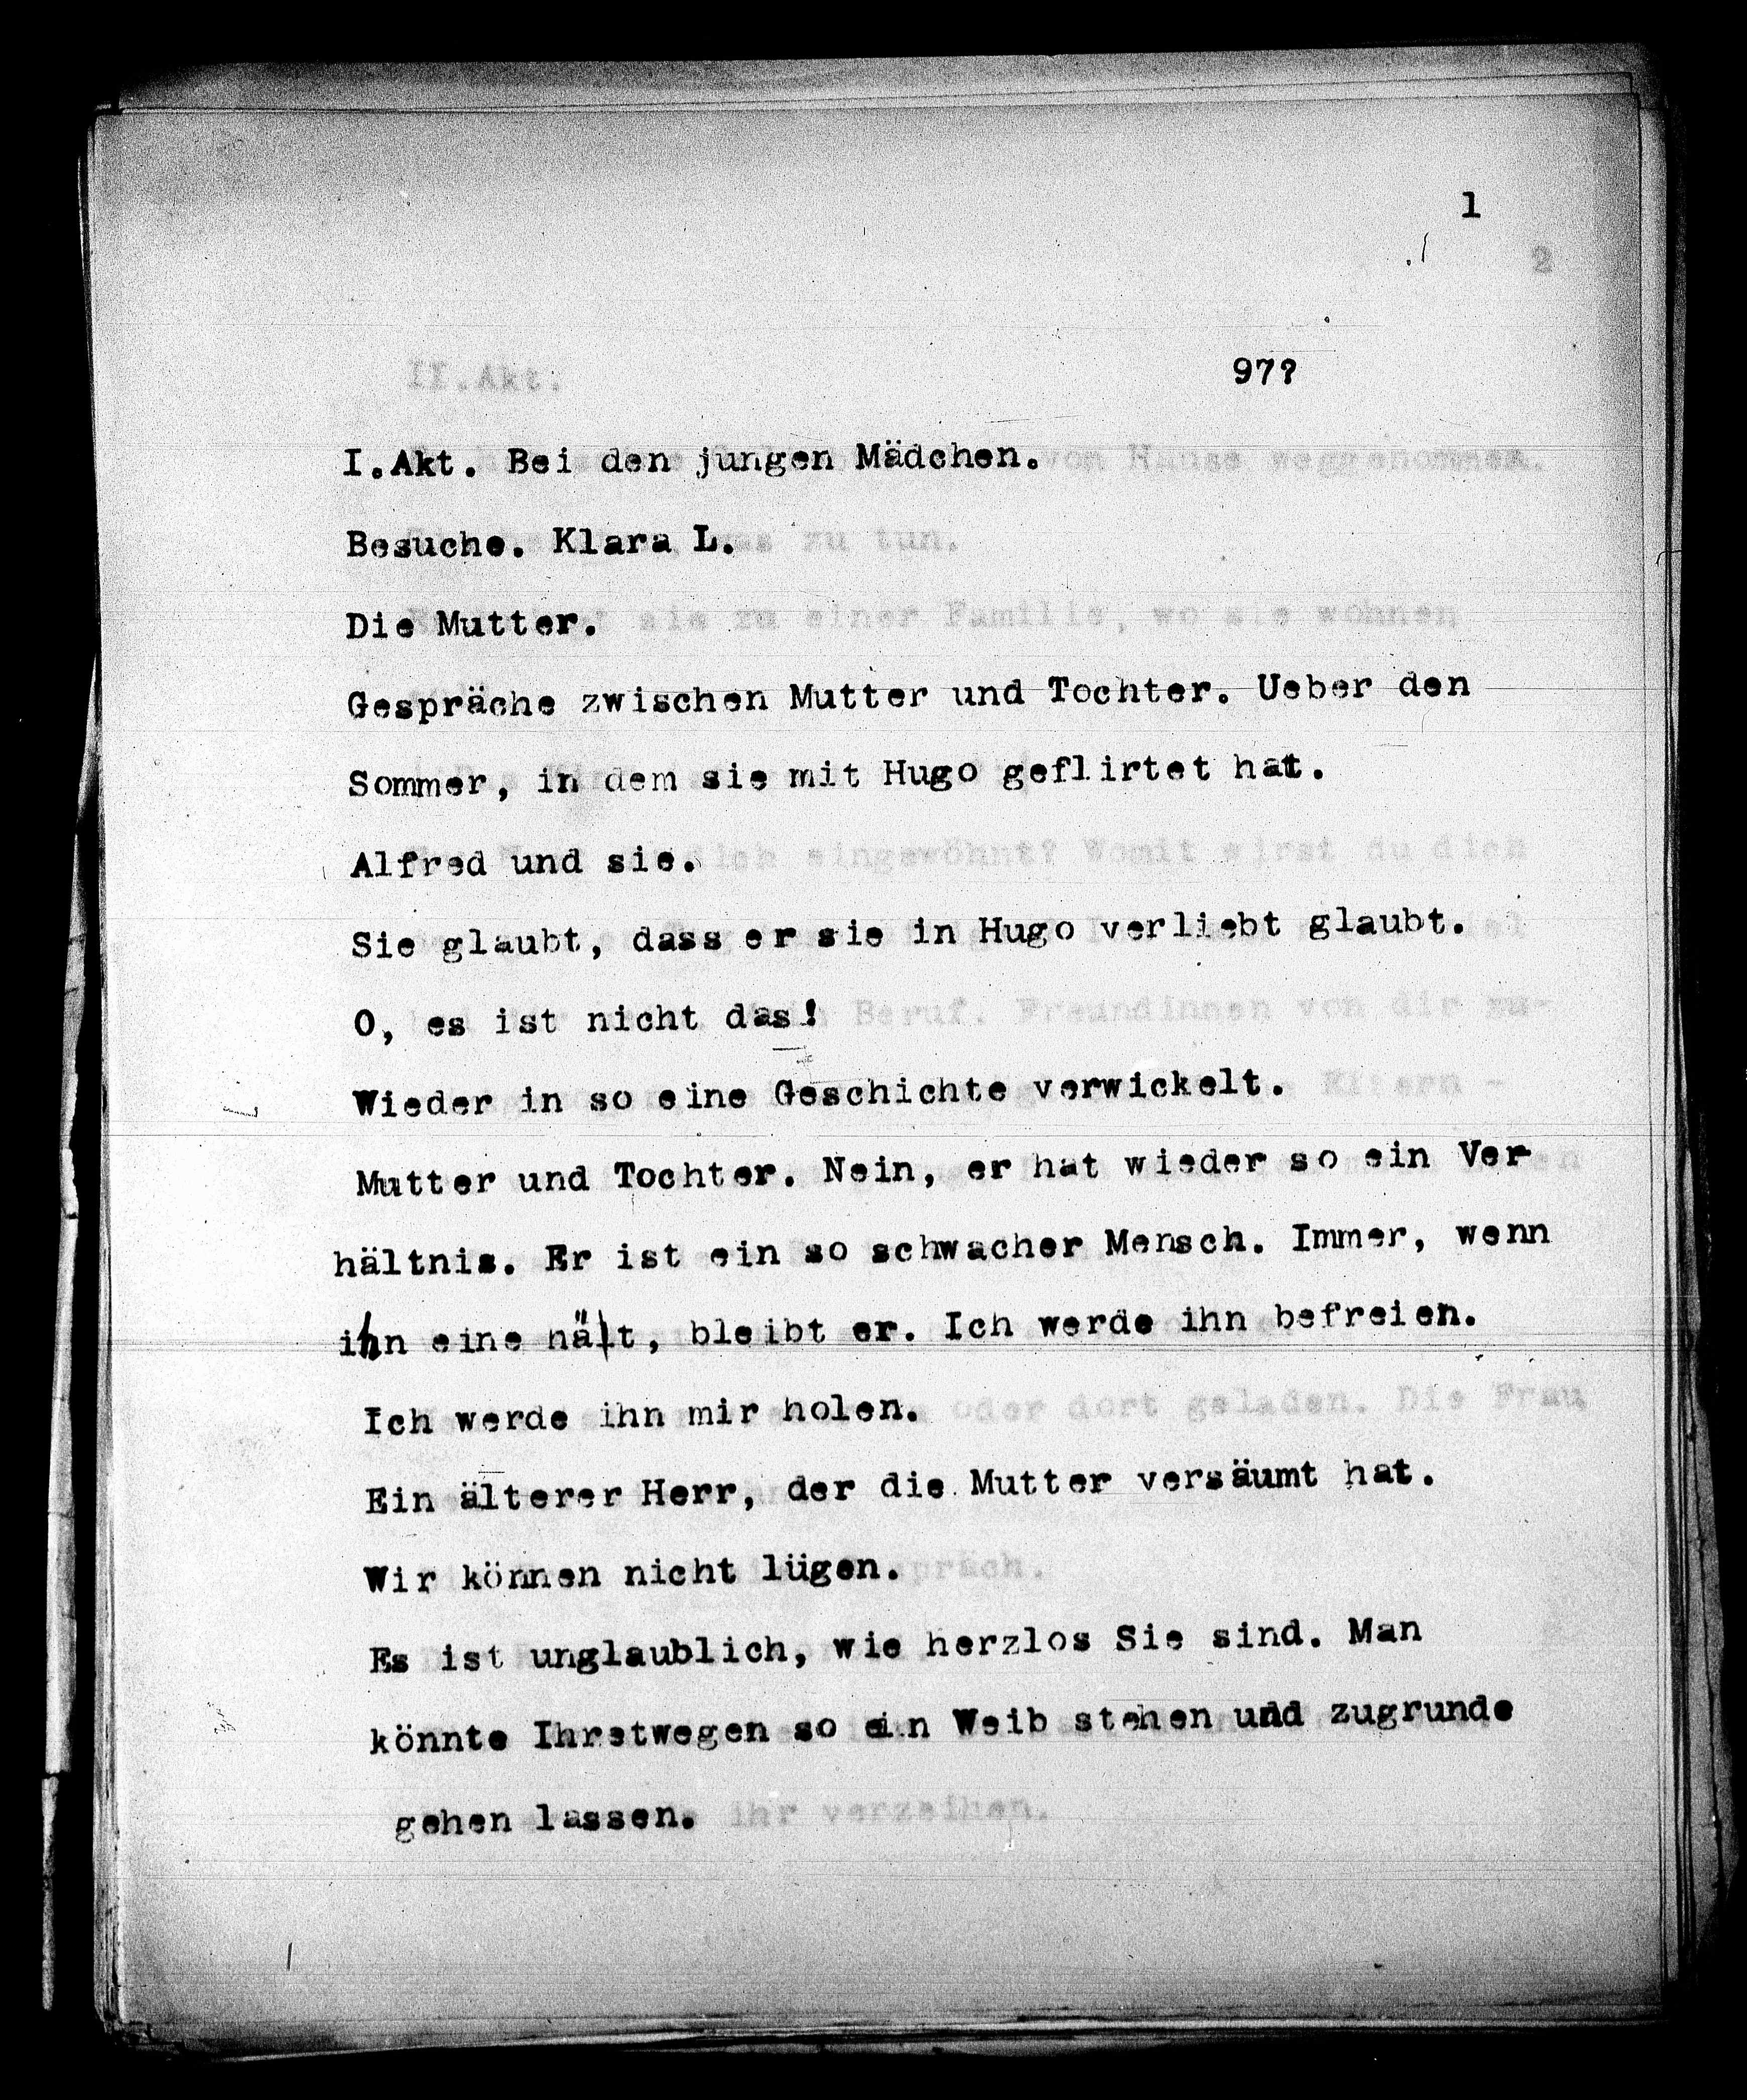 1
2
97?
II.Akt.
I.Akt. Bei den jungen Mädchen.
Besuche. Klara L.
Die Mutter.
Gespräche zwischen Mutter und Tochter. Ueber den
Sommer, in dem sie mit Hugo geflirtet hat.
Alfred und sie.
Sie glaubt, dass er sie in Hugo verliebt glaubt.
O, es ist nicht das!
Wieder in so eine Geschichte verwickelt.
Mutter und Tochter. Nein, er hat wieder so ein Ver-
hältnis. Er ist ein so schwacher Mensch. Immer, wenn
ihn eine hält, bleibt er. Ich werde ihn befreien.
Ich werde ihn mir holen.
Ein älterer Herr, der die Mutter versäumt hat.
Wir können nicht lügen.
Es ist unglaublich, wie herzlos Sie sind. Man
könnte Ihretwegen so ein Weib stehen und zugrunde
gehen lassen.